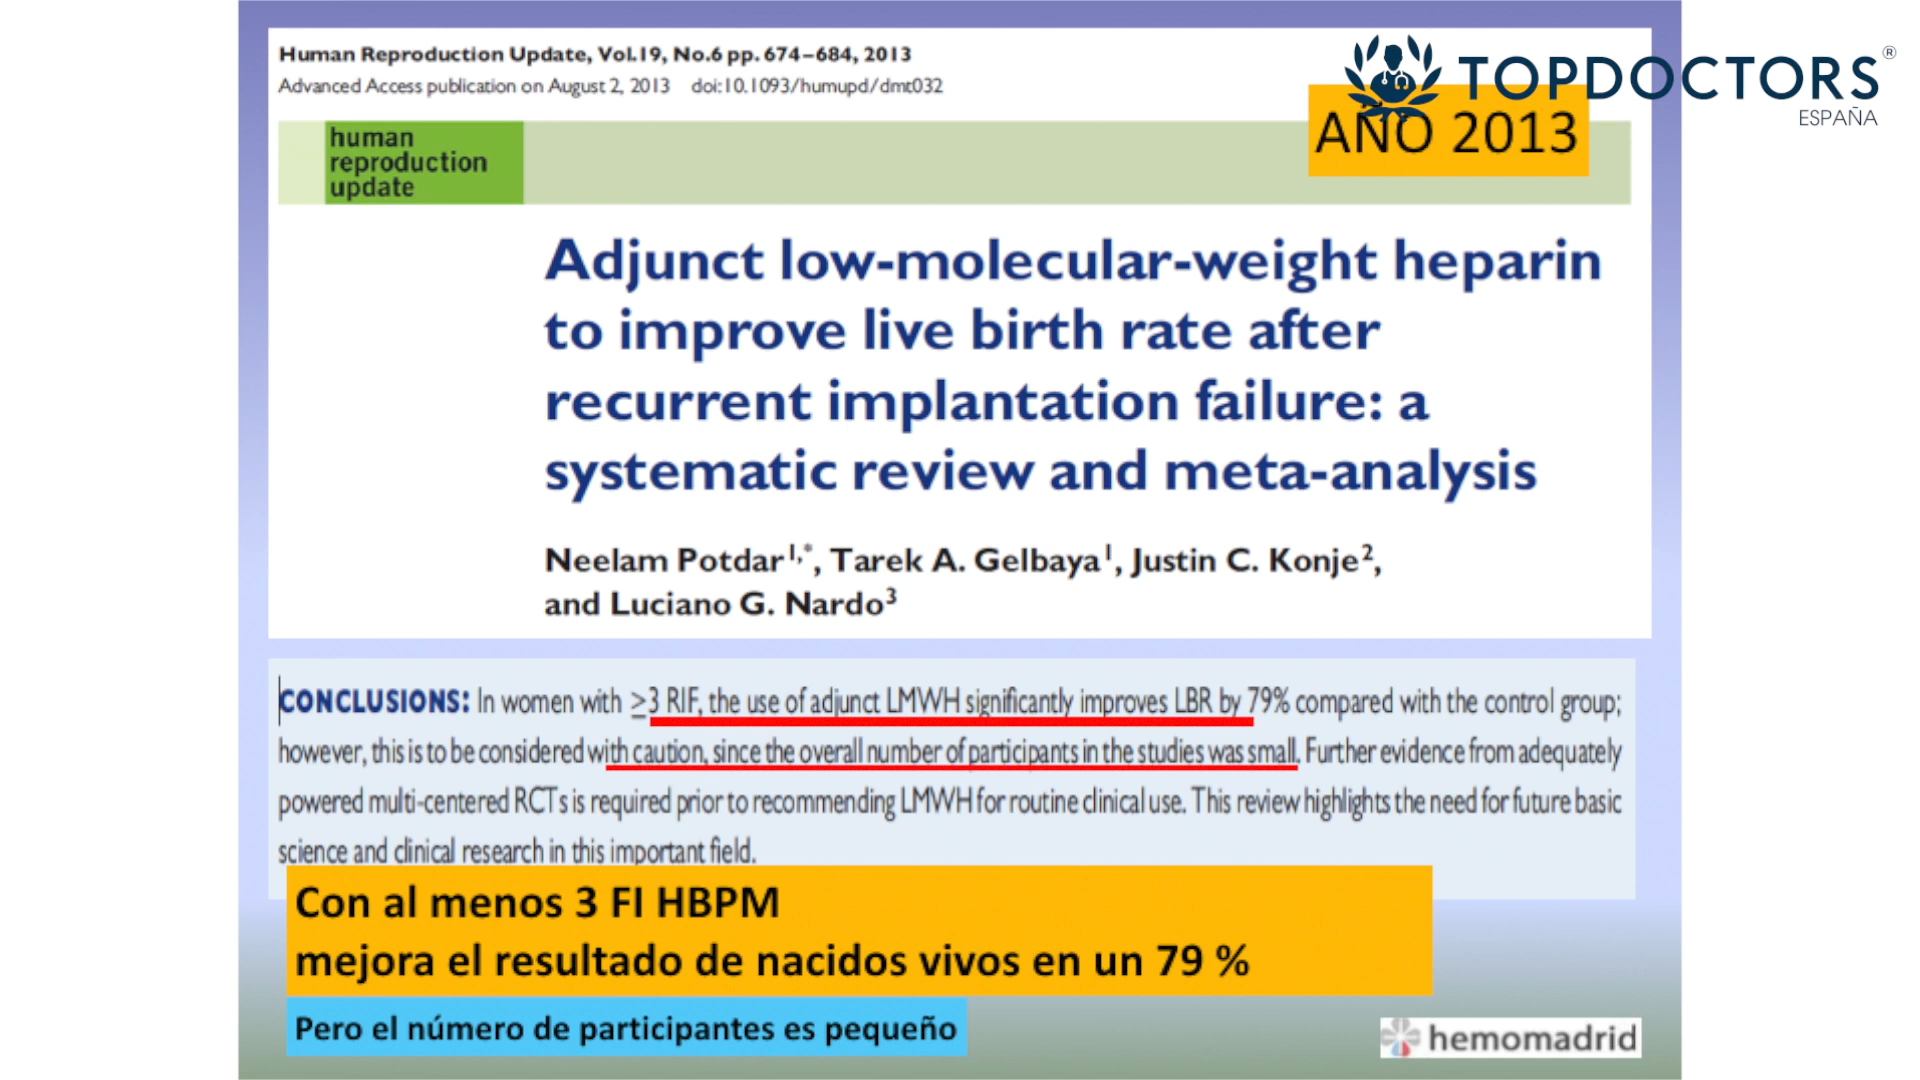 Human Reproduction Update, Vol.19, No.6 pp. 674–684, 2013
Advanced Access publication on August 2, 2013 doi:10.1093/humupd/dmt032
TOPDOCTORS®
ESPAÑA
AÑO 2013
human
reproduction
update
Adjunct low-molecular-weight heparin
to improve live birth rate after
recurrent implantation failure: a
systematic review and meta-analysis
Neelam Potdar1,*, Tarek A. Gelbaya1, Justin C. Konje2,
and Luciano G. Nardo3
CONCLUSIONS: In women with ≥3 RIF, the use of adjunct LMWH significantly improves LBR by 79% compared with the control group;
however, this is to be considered with caution, since the overall number of participants in the studies was small. Further evidence from adequately
powered multi-centered RCTs is required prior to recommending LMWH for routine clinical use. This review highlights the need for future basic
science and clinical research in this important field.
Con al menos 3 FI HBPM
mejora el resultado de nacidos vivos en un 79 %
Pero el número de participantes es pequeño
hemomadrid